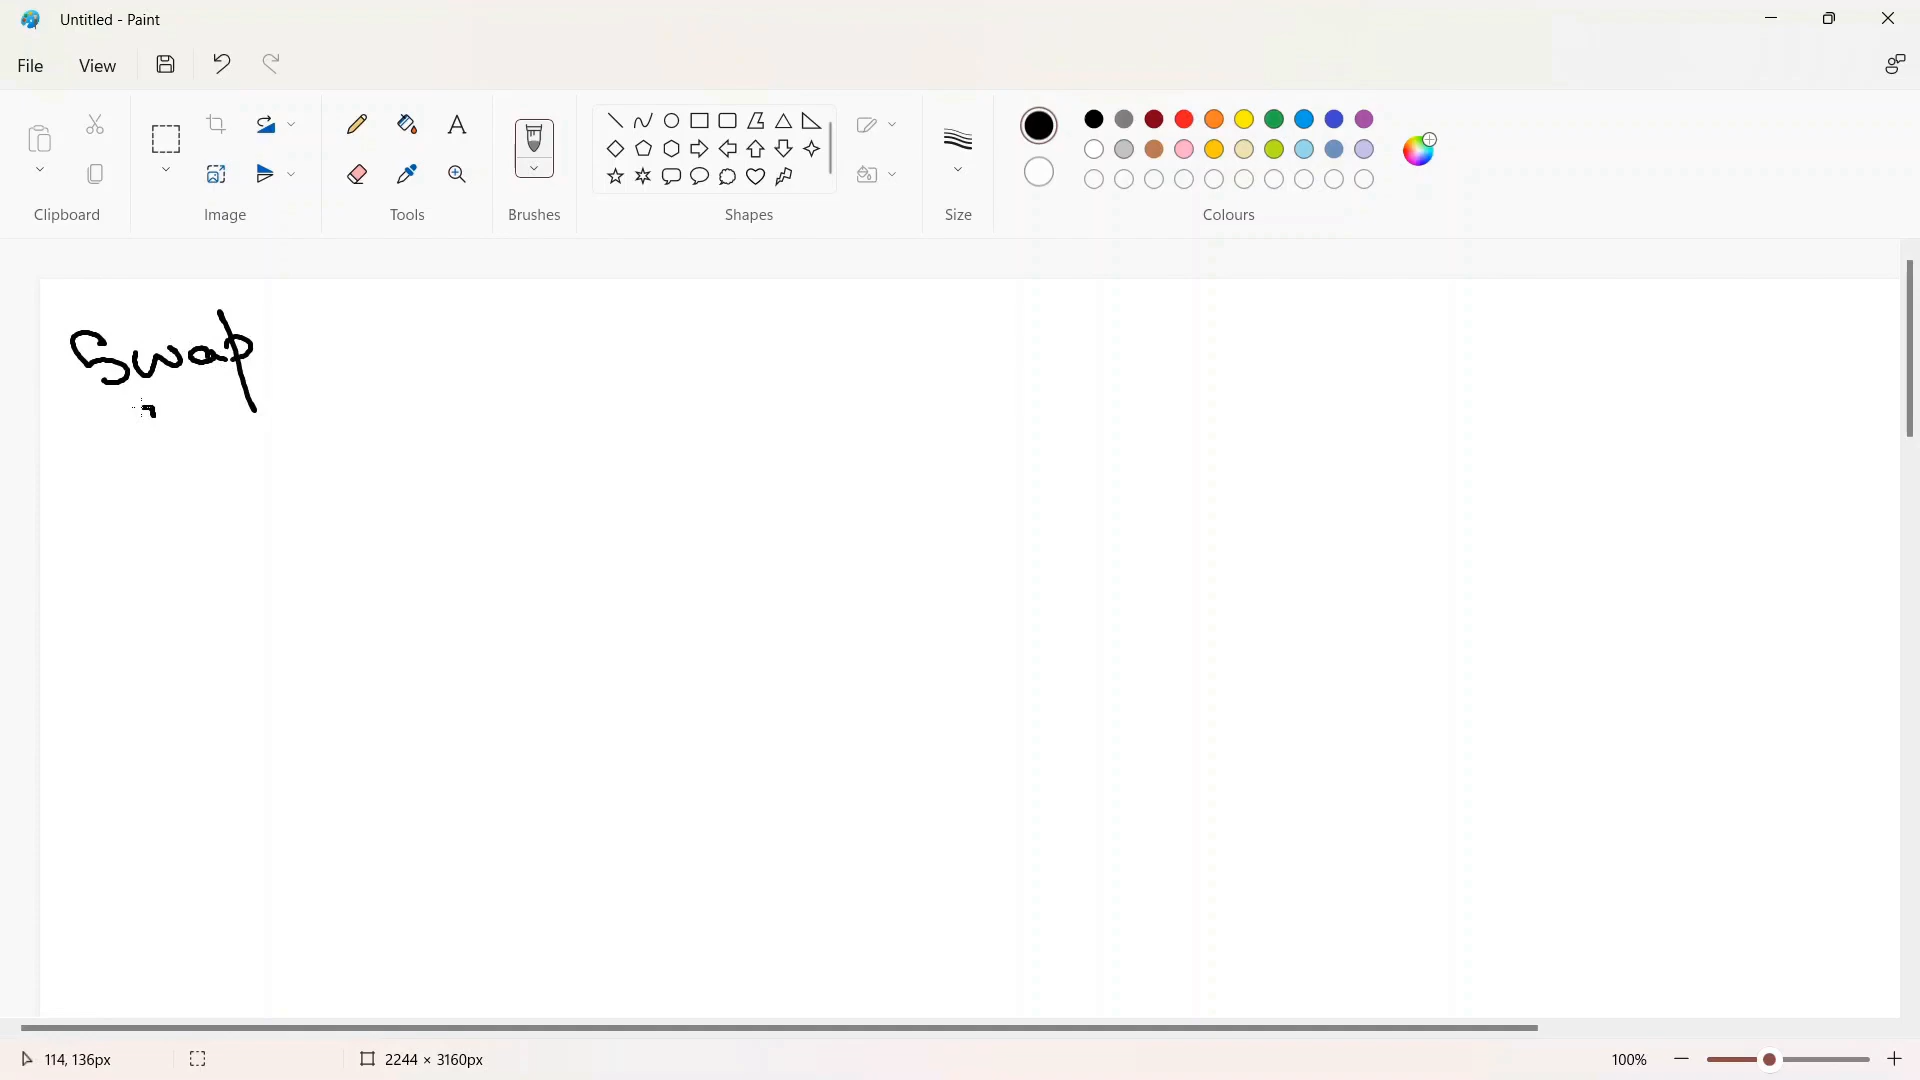 Untitled - Paint
File View
Clipboard Image Tools Brushes Shapes Size Colours
Swap
114, 136px 2244 × 3160px 100%